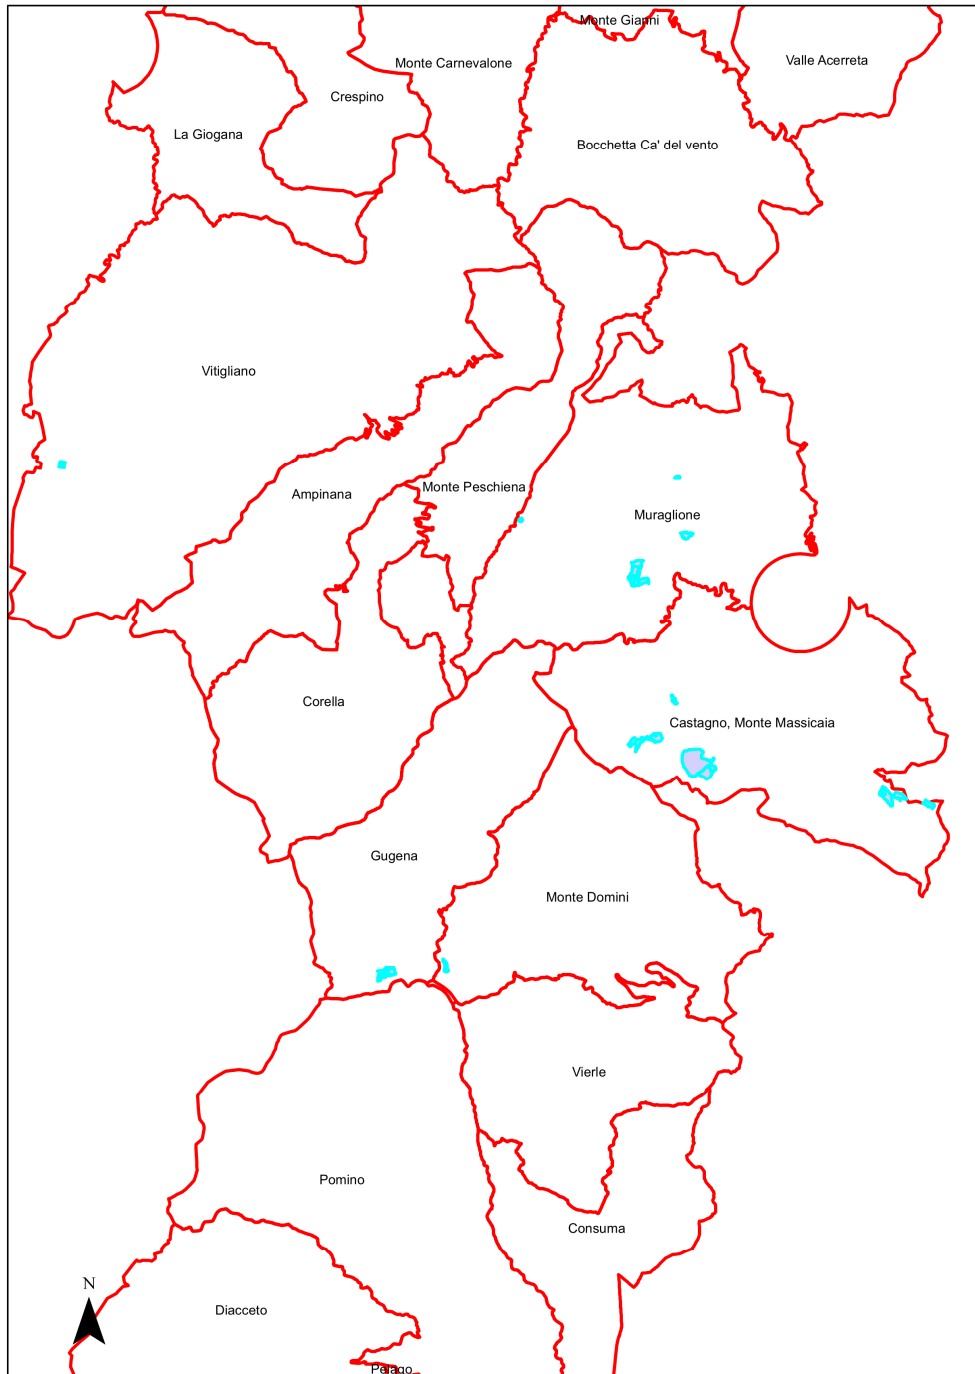 Monte Gianni
Monte Carnevalone
Valle Acerreta
Crespino
La Giogana
Bocchetta Ca' del vento
Vitigliano
Monte Peschiena
Ampinana
Muraglione
Corella
Castagno, Monte Massicaia
Gugena
Monte Domini
Vierle
Pomino
Consuma
N
Diacceto
Pelago